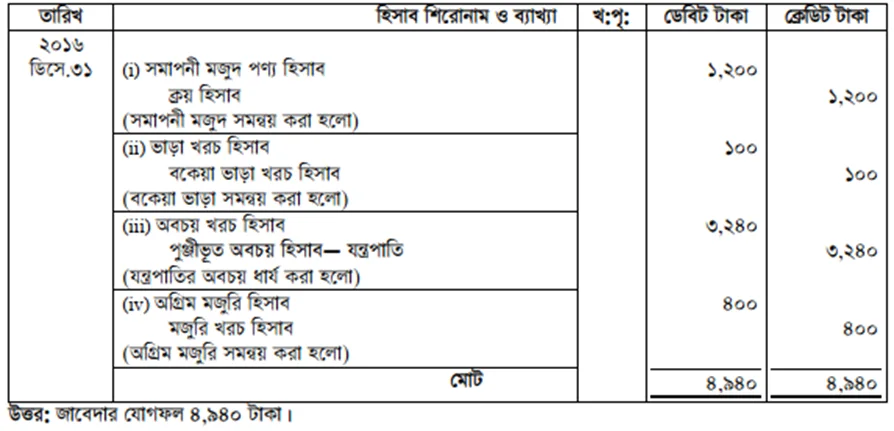 তারিখ হিসাব শিরোনাম ও ব্যাখ্যা খ:পৃ: ডেবিট টাকা ক্রেডিট টাকা
২০১৬
ডিসে.৩১ (i) সমাপনী মজুদ পণ্য হিসাব ১,২০০
ক্রয় হিসাব ১,২০০
(সমাপনী মজুদ সমন্বয় করা হলো)
(ii) ভাড়া খরচ হিসাব ১০০
বকেয়া ভাড়া খরচ হিসাব ১০০
(বকেয়া ভাড়া সমন্বয় করা হলো)
(iii) অবচয় খরচ হিসাব ৩,২৪০
পুঞ্জীভূত অবচয় হিসাব— যন্ত্রপাতি ৩,২৪০
(যন্ত্রপাতির অবচয় ধার্য করা হলো)
(iv) অগ্রিম মজুরি হিসাব ৪০০
মজুরি খরচ হিসাব ৪০০
(অগ্রিম মজুরি সমন্বয় করা হলো)
মোট ৪,৯৪০ ৪,৯৪০
উত্তর: জাবেদার যোগফল ৪,৯৪০ টাকা।